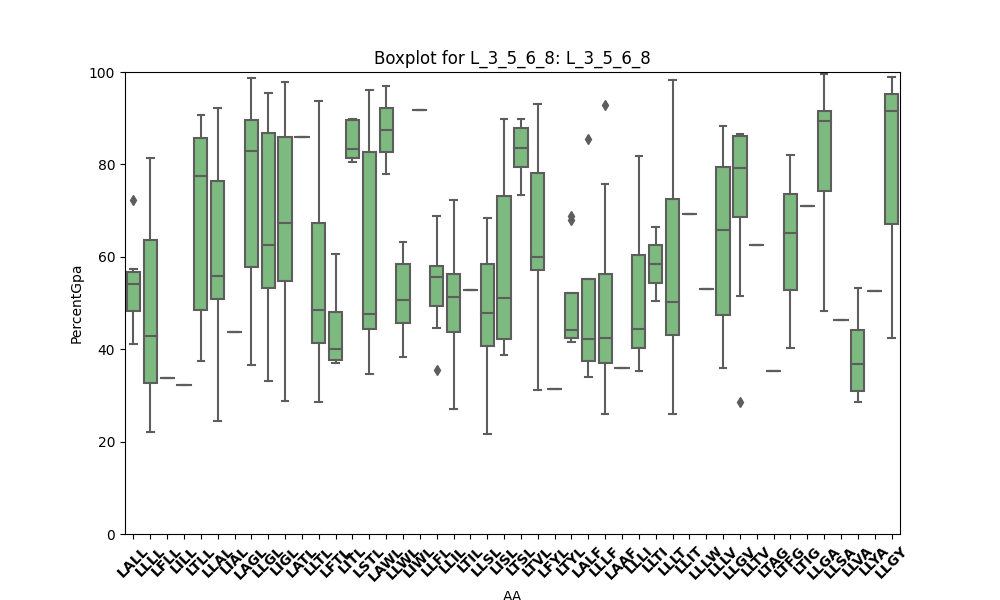 Boxplot for L_3_5_6_8: L_3_5_6_8
PercentGpa
100
80
60
40
20
0
LALL
LLLL
LFLL
LILL
LTLL
LLAL
LIAL
LAGL
LLGL
LIGL
LATL
LLTL
LFTL
LITL
LSTL
LAWL
LLWL
LIWL
LLFL
LLIL
LTIL
LLSL
LISL
LTSL
LTVL
LFYL
LTYL
LALF
LLLF
LAAF
LLLI
LLTI
LLLT
LLIT
LLLW
LLLV
LLGV
LLTV
LTAG
LTFG
LTIG
LLGA
LLSA
LLVA
LLYA
LLGY
AA